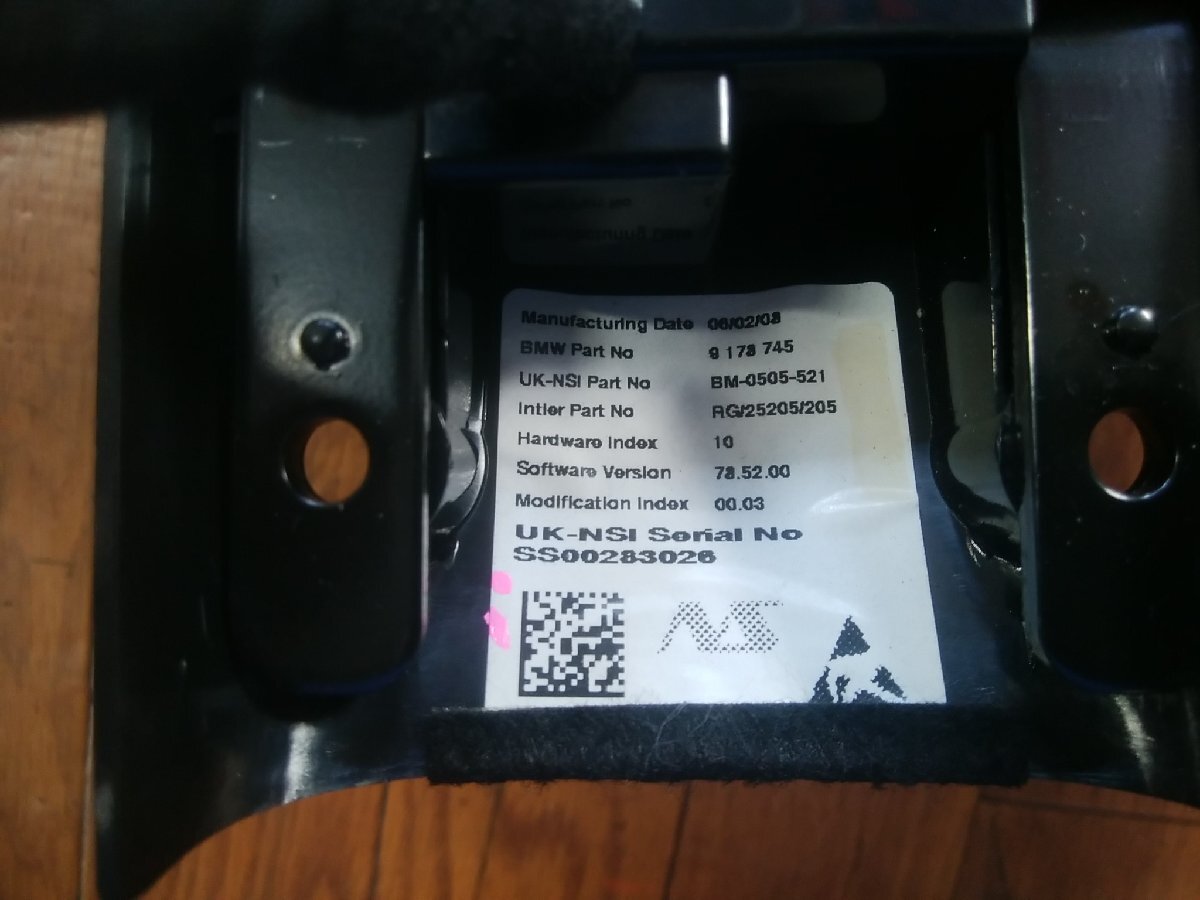 Manufacturing Date 06/02/08
BMW Part No 9 178 745
UK-NSI Part No BM-0505-521
Intier Part No RG/25205/205
Hardware Index 10
Software Version 78.52.00
Modification Index 00.03
UK-NSI Serial No
SS00283026
NS